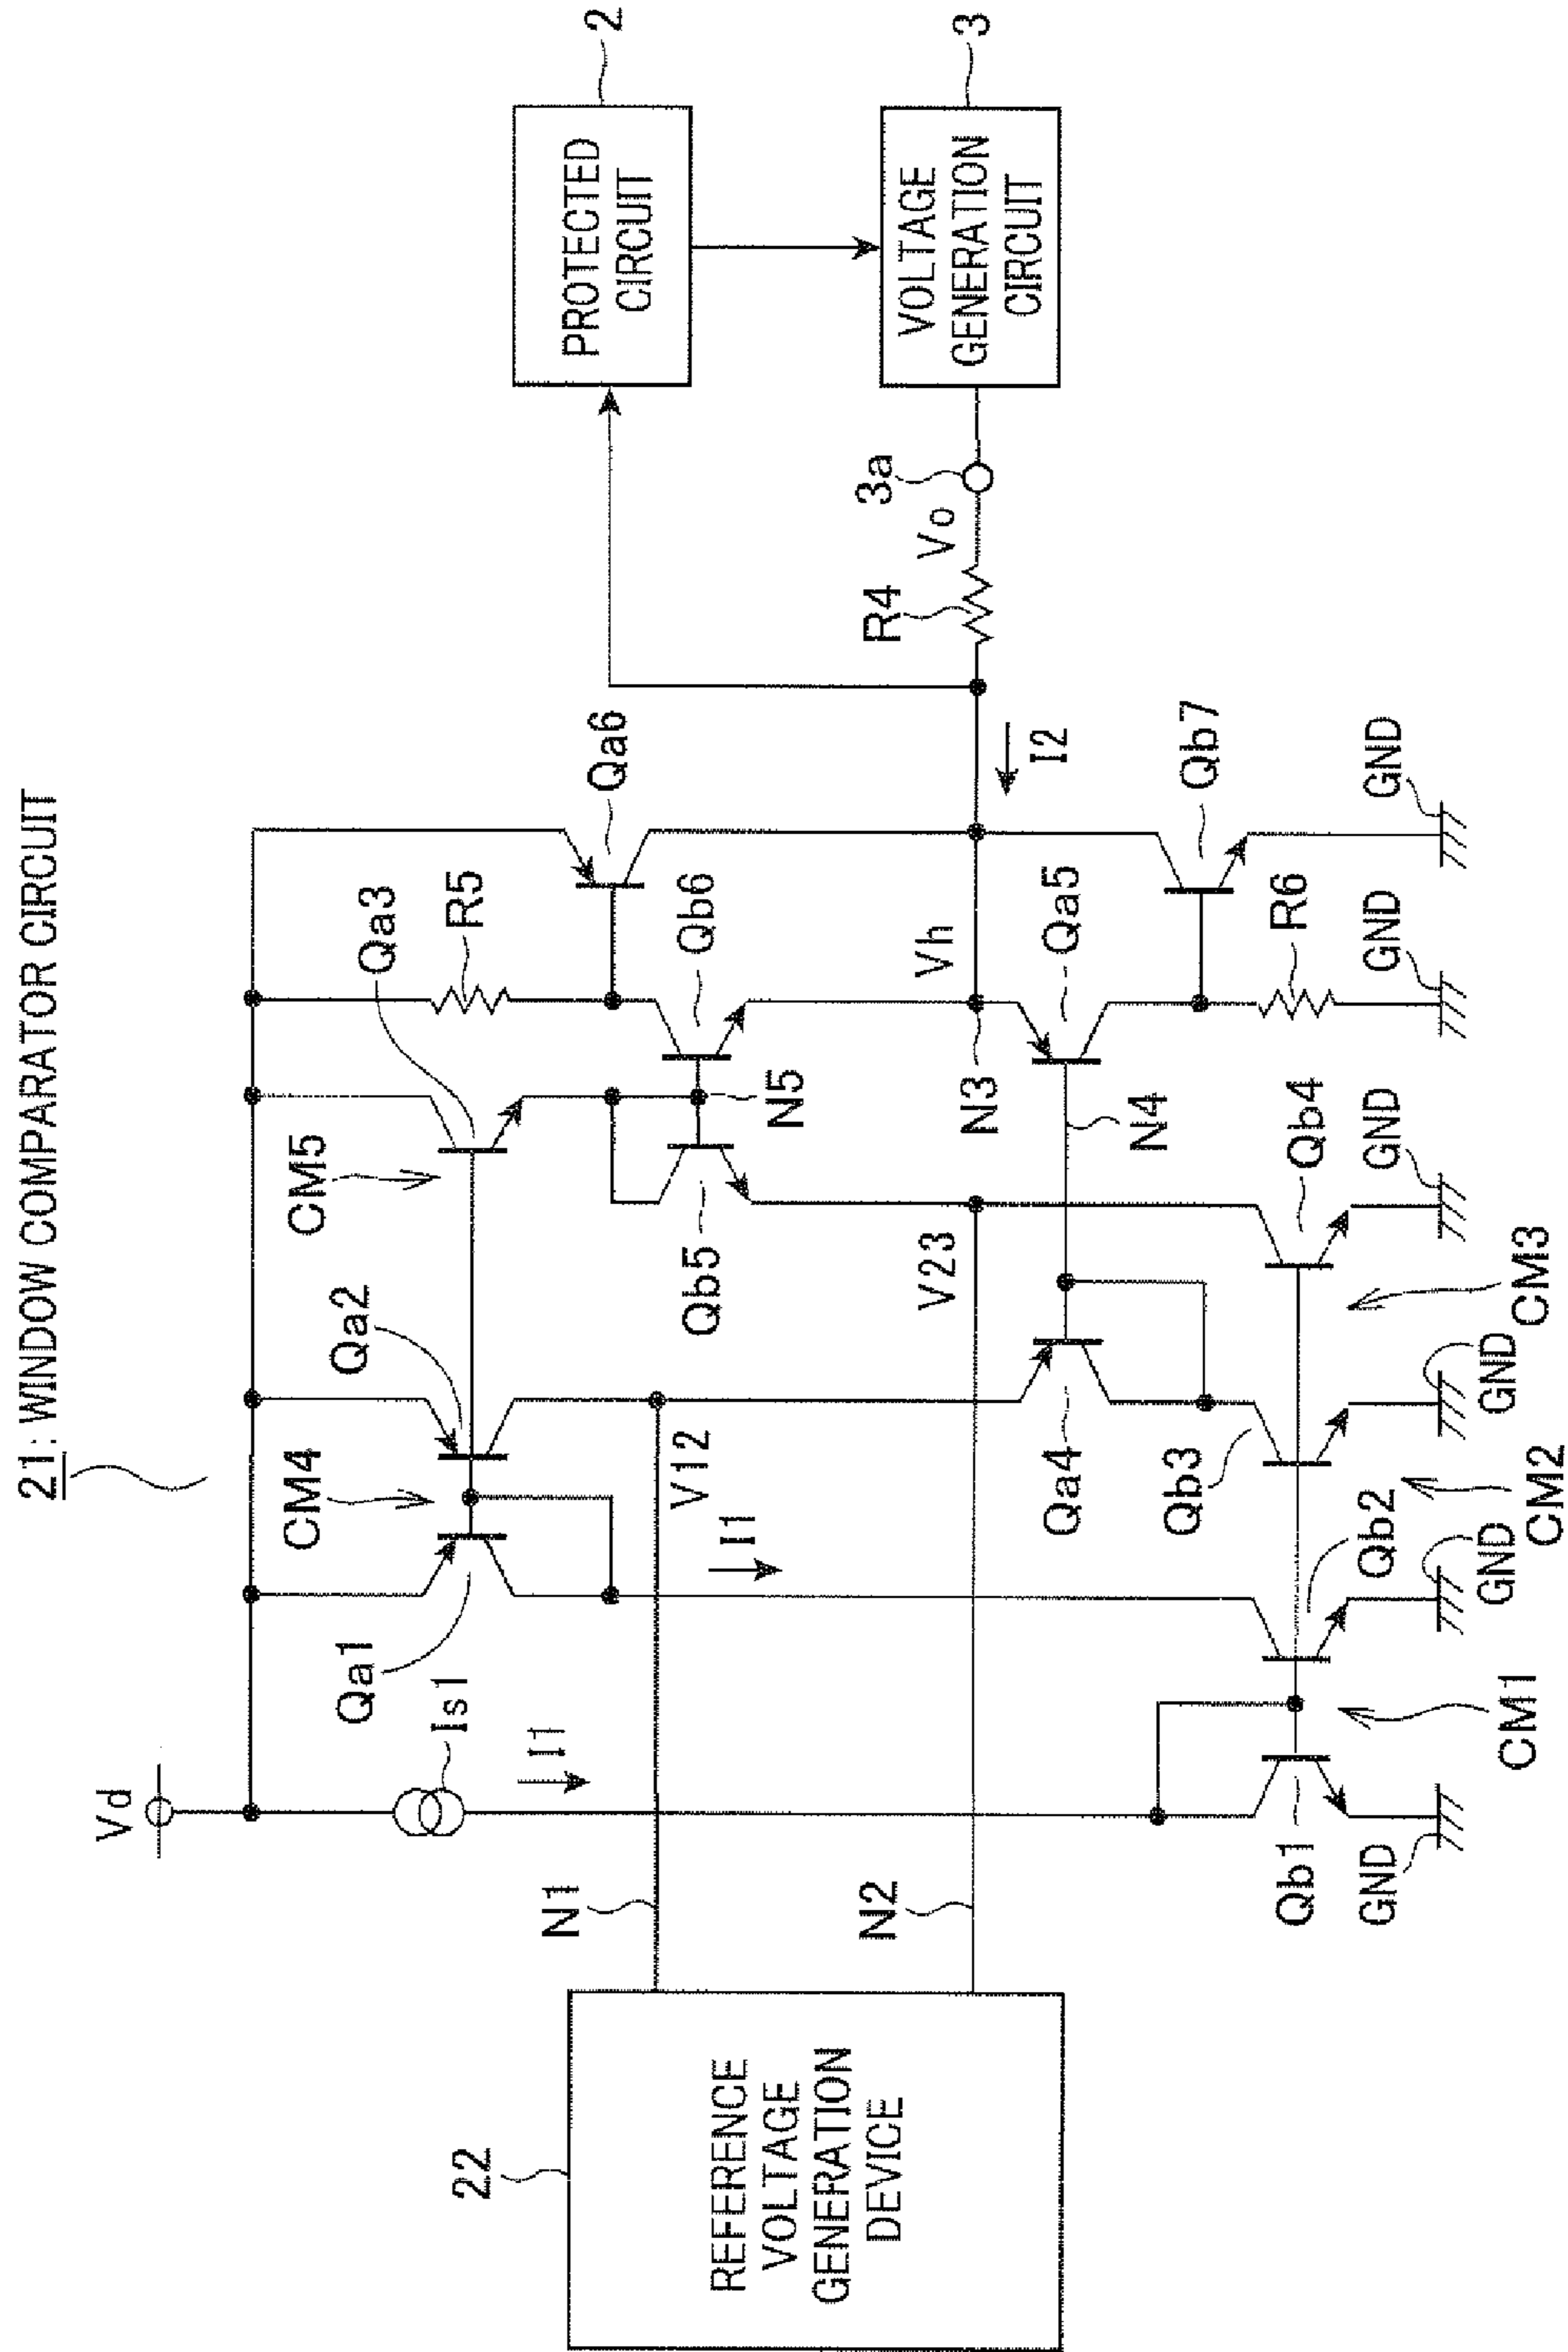 21: WINDOW COMPARATOR CIRCUIT
Vd
Is1
I1
Qa1
CM4
Qa2
CM5
Qa3
R5
Qa6
PROTECTED
CIRCUIT
2
N1
V12
I1
Qb5
N5
Qb6
22
REFERENCE
VOLTAGE
GENERATION
DEVICE
N2
V23
N3
Vh
I2
R4
Vo
3a
VOLTAGE
GENERATION
CIRCUIT
3
Qa4
N4
Qa5
Qb7
Qb1
Qb2
Qb3
Qb4
R6
GND
GND
GND
GND
GND
GND
CM1
CM2
CM3